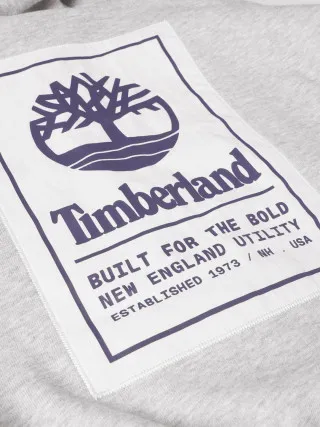 Timberland
BUILT FOR THE BOLD
NEW ENGLAND UTILITY
ESTABLISHED 1973 / NH . USA